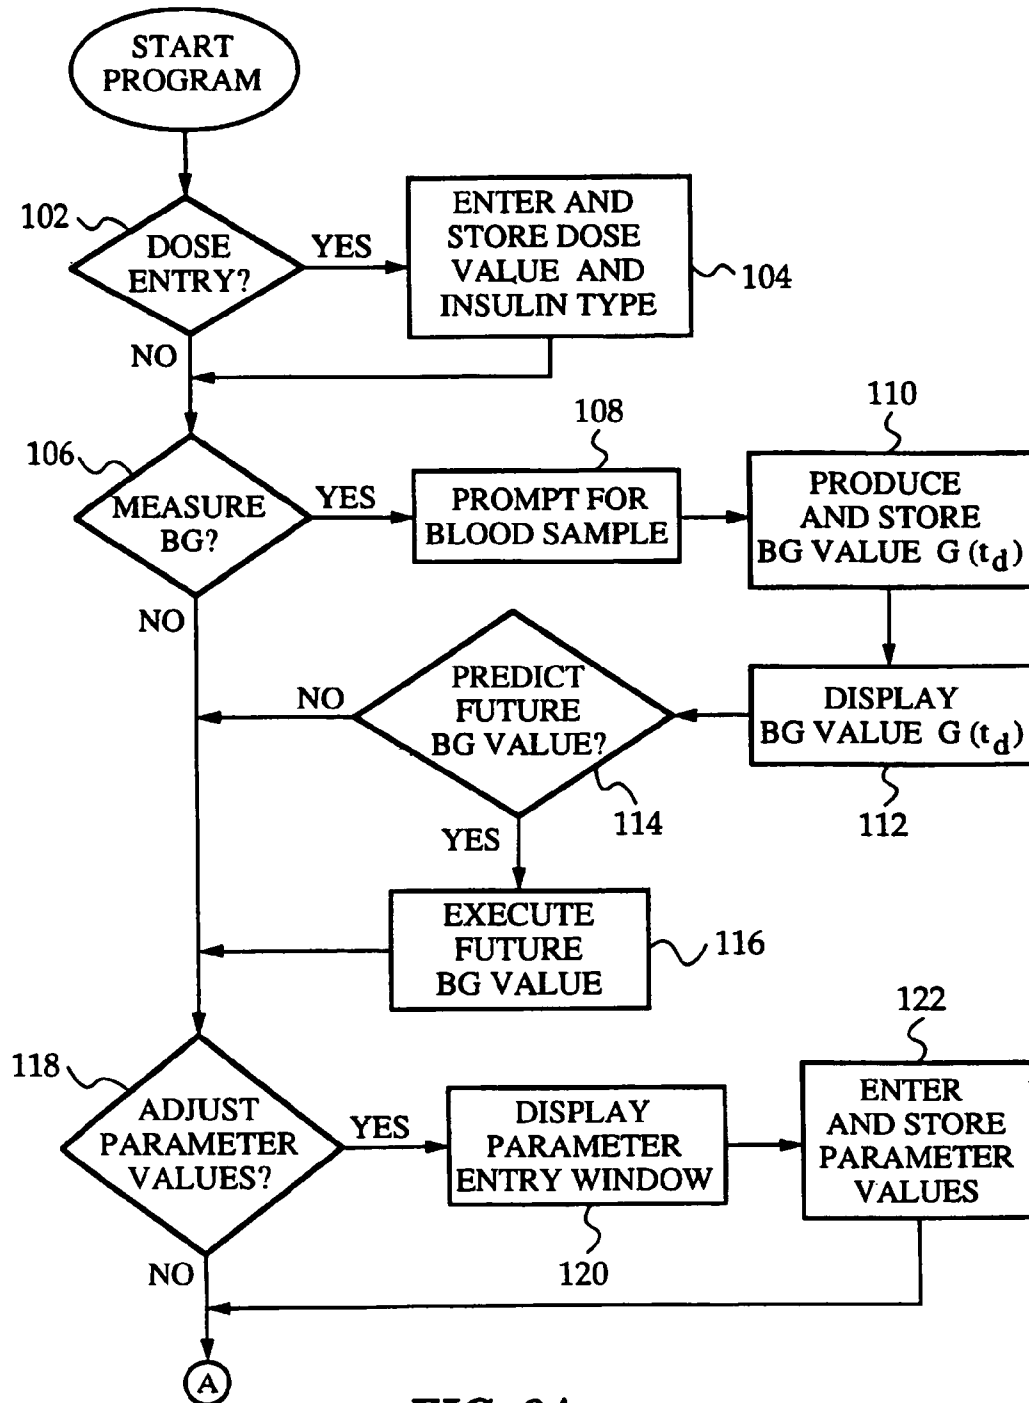 START
PROGRAM
102
DOSE
ENTRY?
YES
ENTER AND
STORE DOSE
VALUE AND
INSULIN TYPE
104
NO
106
MEASURE
BG?
YES
108
PROMPT FOR
BLOOD SAMPLE
110
PRODUCE
AND STORE
BG VALUE G (td)
NO
PREDICT
FUTURE
BG VALUE?
NO
114
DISPLAY
BG VALUE G (td)
112
YES
EXECUTE
FUTURE
BG VALUE
116
118
ADJUST
PARAMETER
VALUES?
YES
DISPLAY
PARAMETER
ENTRY WINDOW
120
122
ENTER
AND STORE
PARAMETER
VALUES
NO
A